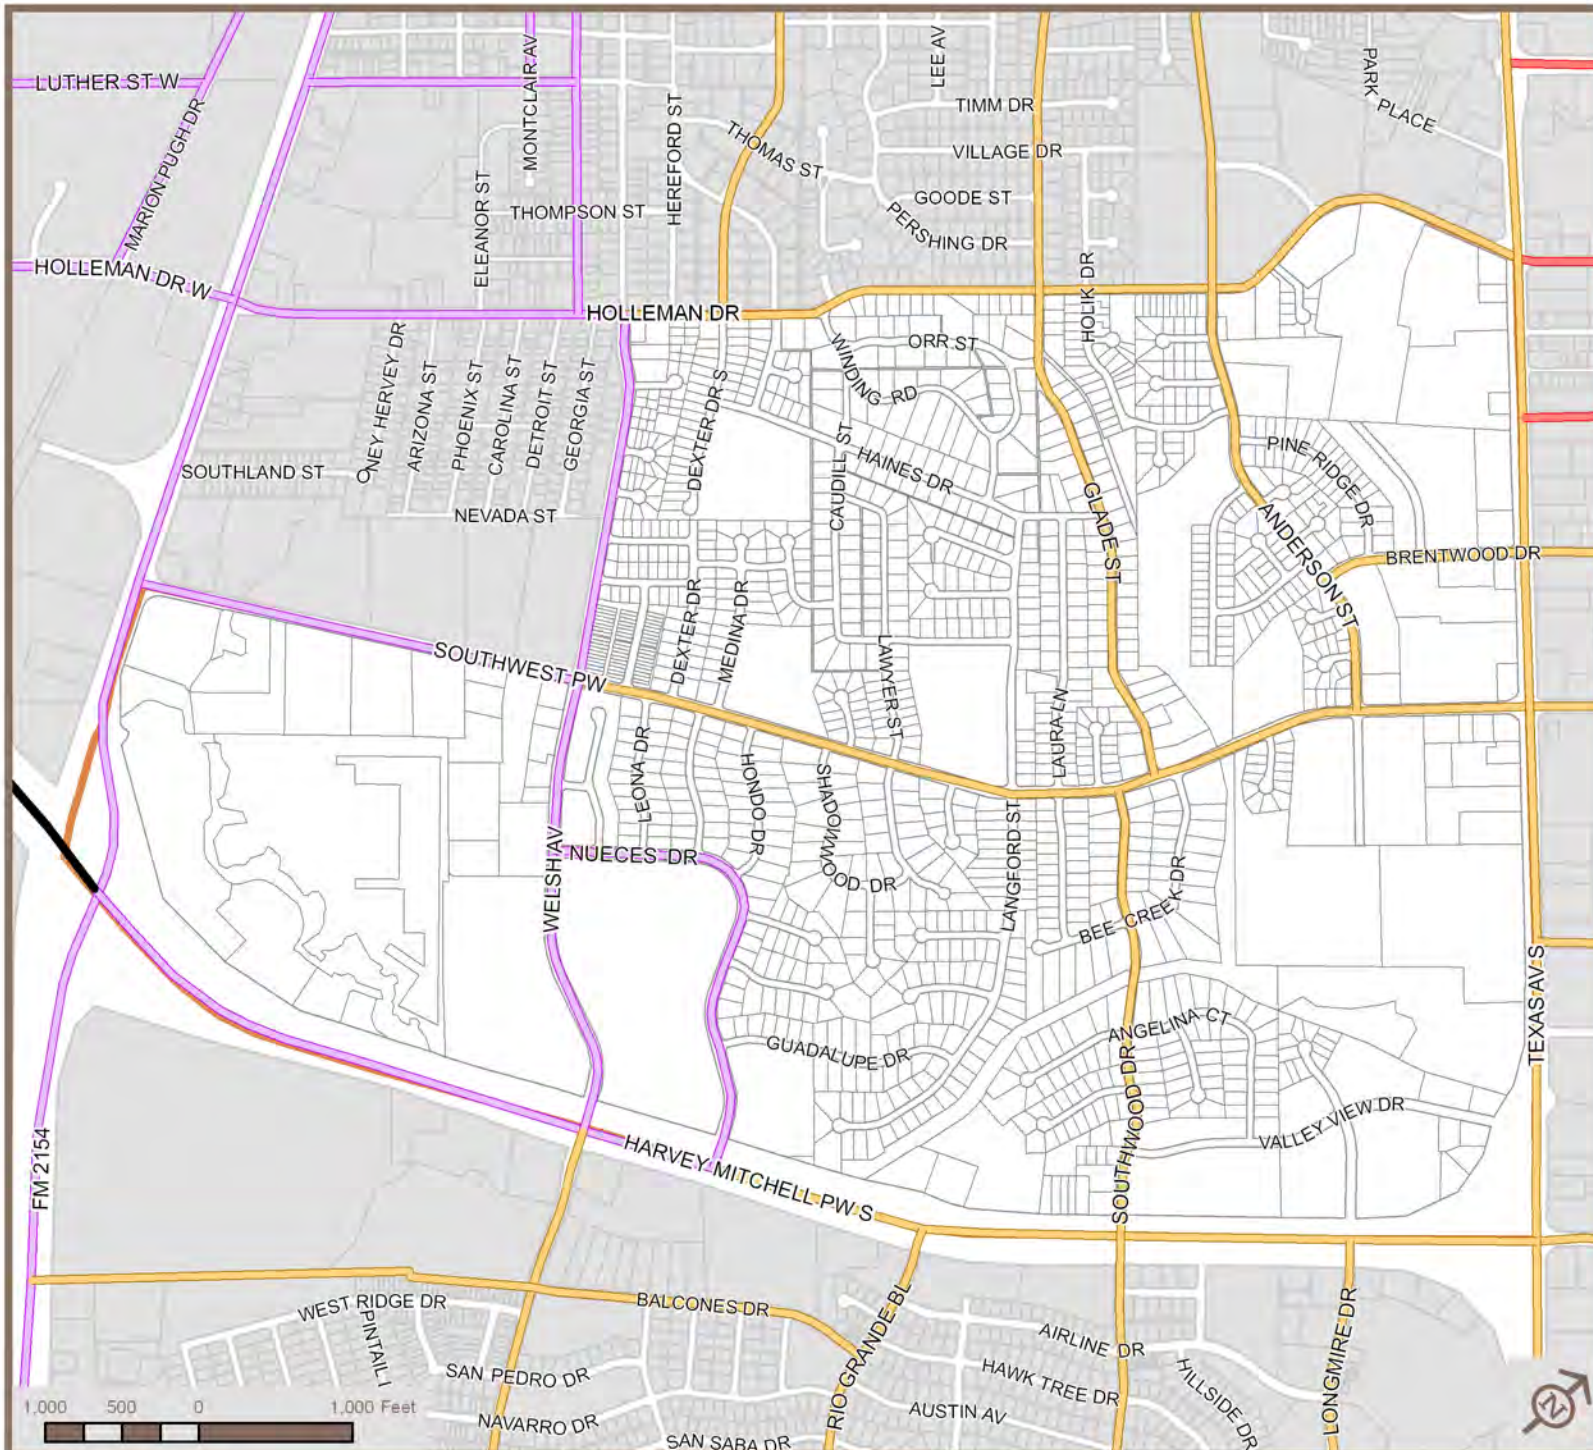 LUTHER ST W
MARION PUGH DR
MONTCLAIR AV
HEREFORD ST
LEE AV
PARK PLACE
TIMM DR
THOMAS ST
VILLAGE DR
ELEANOR ST
THOMPSON ST
GOODE ST
PERSHING DR
HOLLEMAN DR W
HOLLEMAN DR
HOLIK DR
ORR ST
WINDING RD
ONEY HERVEY DR
ARIZONA ST
PHOENIX ST
CAROLINA ST
DETROIT ST
GEORGIA ST
DEXTER DR S
CAUDILL ST
HAINES DR
PINE RIDGE DR
SOUTHLAND ST
NEVADA ST
GLADE ST
ANDERSON ST
BRENTWOOD DR
DEXTER DR
MEDINA DR
SOUTHWEST PW
LAWYER ST
LAURA LN
LEONA DR
HONDO DR
SHADOWWOOD DR
LANGFORD ST
WELSH AV
NUECES DR
BEE CREEK DR
TEXAS AV S
GUADALUPE DR
ANGELINA CT
SOUTHWOOD DR
VALLEY VIEW DR
FM 2154
HARVEY MITCHELL PW S
WEST RIDGE DR
PINTAIL L
BALCONES DR
RIO GRANDE BL
AIRLINE DR
HAWK TREE DR
HILLSIDE DR
LONGMIRE DR
SAN PEDRO DR
NAVARRO DR
AUSTIN AV
SAN SABA DR
1,000 500 0 1,000 Feet
N